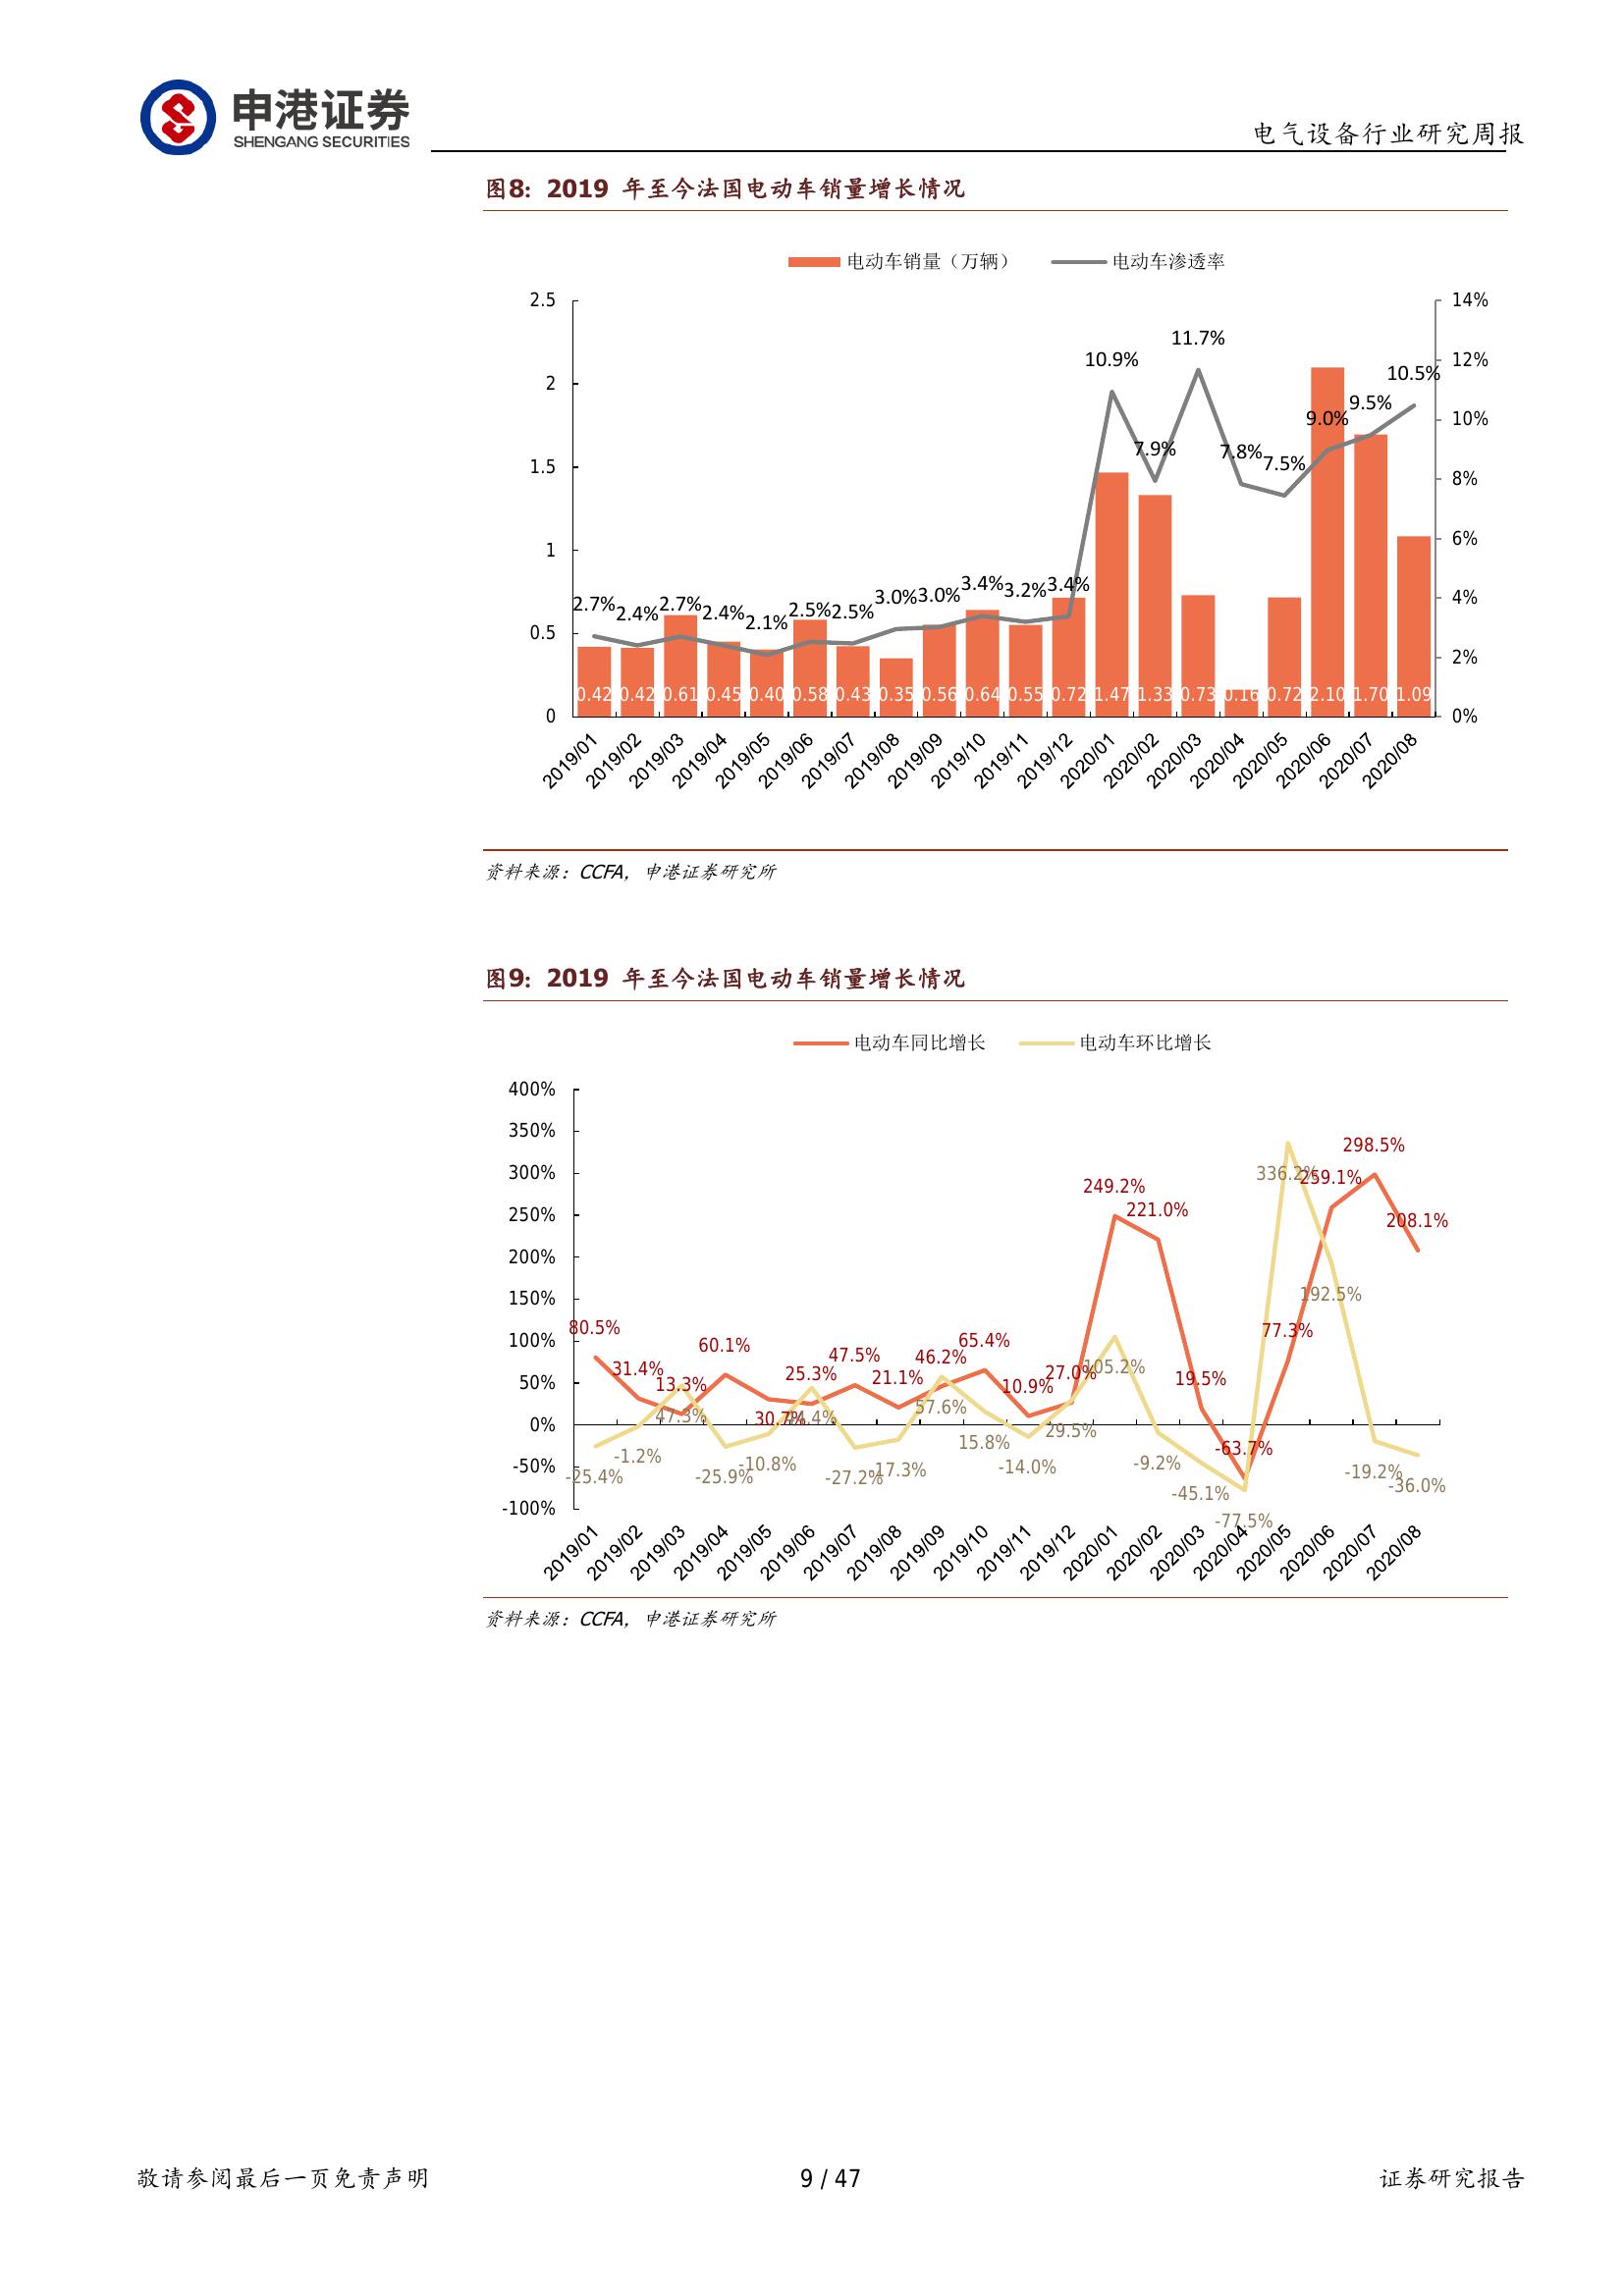 申港证券
SHENGANG SECURITIES
电气设备行业研究周报
图8: 2019 年至今法国电动车销量增长情况
电动车销量（万辆） 电动车渗透率
2.5
2
1.5
1
0.5
0
14%
12%
10%
8%
6%
4%
2%
0%
2.7% 2.4% 2.7% 2.4% 2.1% 2.5% 2.5% 3.0% 3.0% 3.4% 3.2% 3.4% 10.9% 7.9% 11.7% 7.8% 7.5% 9.0% 9.5% 10.5%
0.42 0.42 0.61 0.45 0.40 0.58 0.43 0.35 0.56 0.64 0.55 0.72 1.47 1.33 0.73 0.16 0.72 2.10 1.70 1.09
2019/01 2019/02 2019/03 2019/04 2019/05 2019/06 2019/07 2019/08 2019/09 2019/10 2019/11 2019/12 2020/01 2020/02 2020/03 2020/04 2020/05 2020/06 2020/07 2020/08
资料来源: CCFA, 申港证券研究所
图9: 2019 年至今法国电动车销量增长情况
电动车同比增长 电动车环比增长
400%
350%
300%
250%
200%
150%
100%
50%
0%
-50%
-100%
80.5% 31.4% 13.3% 60.1% 30.7% 25.3% 47.5% 21.1% 46.2% 65.4% 10.9% 27.0% 249.2% 221.0% 19.5% -63.7% 77.3% 259.1% 298.5% 208.1%
-25.4% -1.2% 47.3% -25.9% -10.8% 44.4% -27.2% -17.3% 57.6% 15.8% -14.0% 29.5% 105.2% -9.2% -45.1% -77.5% 336.2% 192.5% -19.2% -36.0%
2019/01 2019/02 2019/03 2019/04 2019/05 2019/06 2019/07 2019/08 2019/09 2019/10 2019/11 2019/12 2020/01 2020/02 2020/03 2020/04 2020/05 2020/06 2020/07 2020/08
资料来源: CCFA, 申港证券研究所
敬请参阅最后一页免责声明
9 / 47
证券研究报告